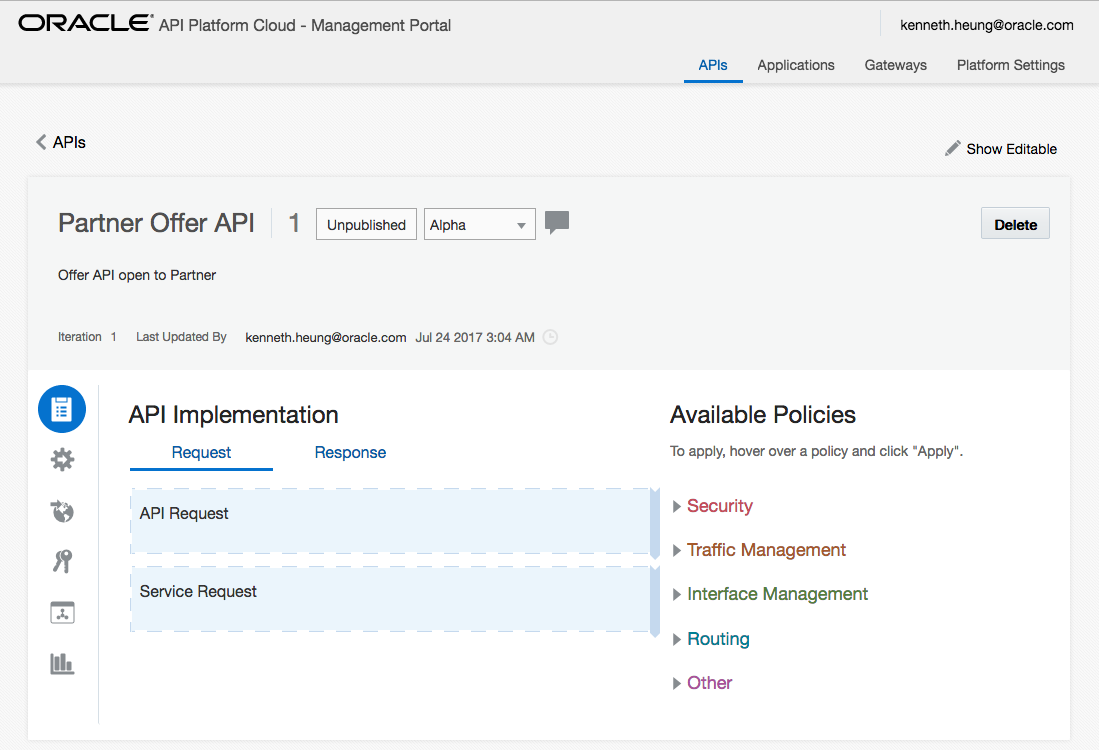 ORACLE® API Platform Cloud - Management Portal
kenneth.heung@oracle.com
APIs Applications Gateways Platform Settings
APIs
Show Editable
Partner Offer API 1 Unpublished Alpha
Delete
Offer API open to Partner
Iteration 1 Last Updated By kenneth.heung@oracle.com Jul 24 2017 3:04 AM
API Implementation
Request Response
API Request
Service Request
Available Policies
To apply, hover over a policy and click "Apply".
Security
Traffic Management
Interface Management
Routing
Other